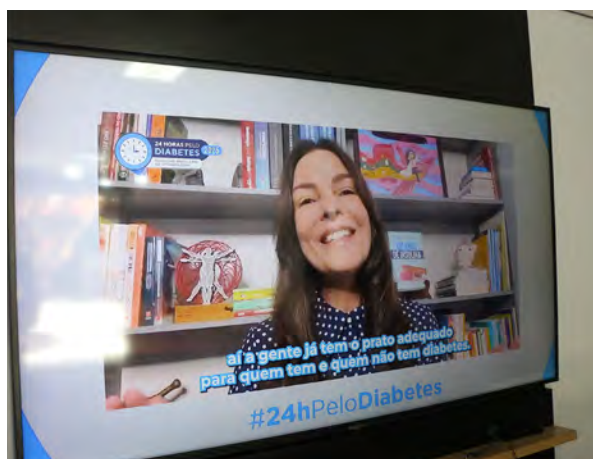 24 HORAS PELO
DIABETES
aí a gente já tem o prato adequado
para quem tem e quem não tem diabetes.
#24hPeloDiabetes